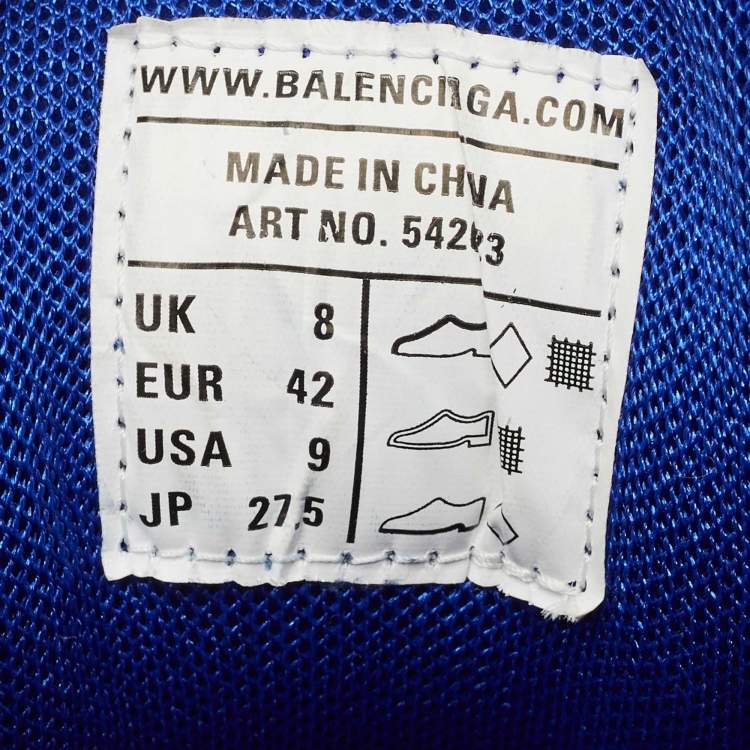 WWW.BALENCIAGA.COM
MADE IN CHINA
ART NO.
UK 8
EUR 42
USA 9
JP 27,5